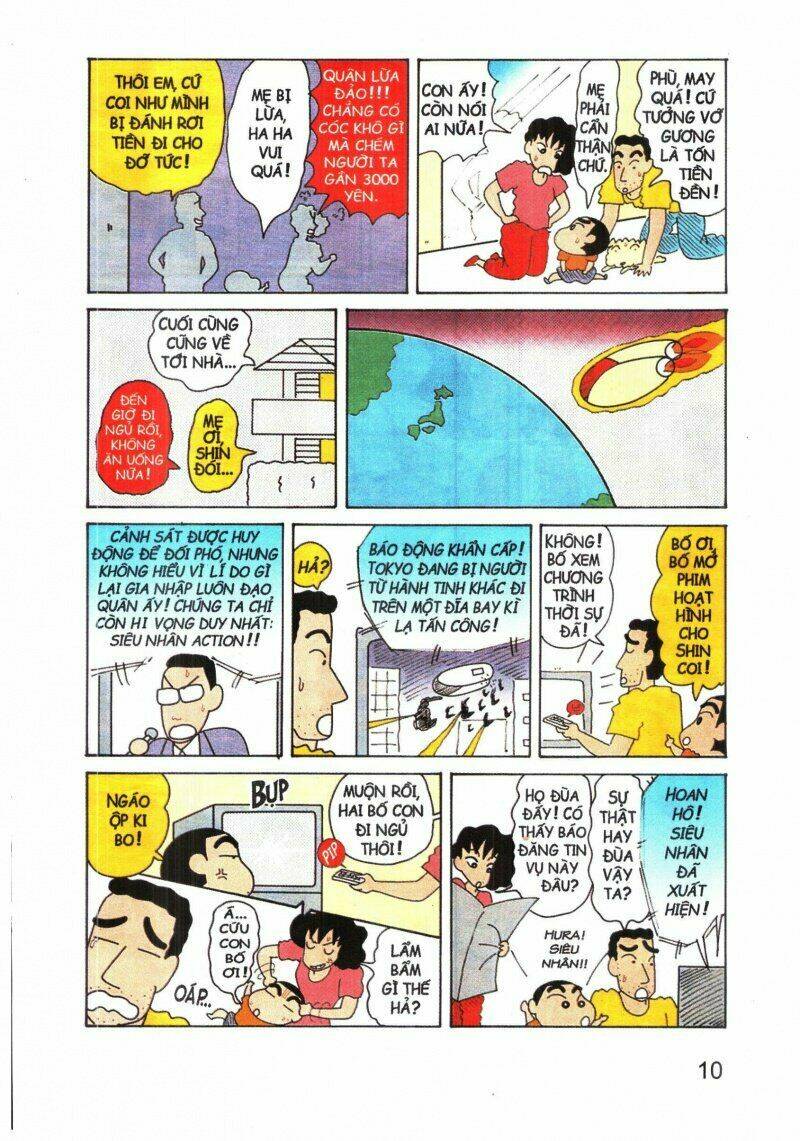 PHÙ, MAY
QUÁ! CỨ
TƯỞNG VỠ
GƯƠNG
LÀ TỐN
TIỀN
ĐỀN!
MẸ
PHẢI
CẨN
THẬN
CHỨ.
CON ẤY!
CÒN NÓI
AI NỮA!
QUÂN LỪA
ĐẢO!!!
CHẲNG CÓ
CÓC KHÔ GÌ
MÀ CHÉM
NGƯỜI TA
GẦN 3000
YÊN.
MẸ BỊ
LỪA,
HA HA
VUI
QUÁ!
THÔI EM, CỨ
COI NHƯ MÌNH
BỊ ĐÁNH RƠI
TIỀN ĐI CHO
ĐỠ TỨC!
CUỐI CÙNG
CŨNG VỀ
TỚI NHÀ...
MẸ
ƠI,
SHIN
ĐÓI...
ĐẾN
GIỜ ĐI
NGỦ RỒI,
KHÔNG
ĂN UỐNG
NỮA!
BỐ ƠI,
BỐ MỞ
PHIM
HOẠT
HÌNH
CHO
SHIN
COI!
KHÔNG!
BỐ XEM
CHƯƠNG
TRÌNH
THỜI SỰ
ĐÃ!
BÁO ĐỘNG KHẨN CẤP!
TOKYO ĐANG BỊ NGƯỜI
TỪ HÀNH TINH KHÁC ĐI
TRÊN MỘT ĐĨA BAY KÌ
LẠ TẤN CÔNG!
HẢ?
CẢNH SÁT ĐƯỢC HUY
ĐỘNG ĐỂ ĐỐI PHÓ, NHƯNG
KHÔNG HIỂU VÌ LÍ DO GÌ
LẠI GIA NHẬP LUÔN ĐẠO
QUÂN ẤY! CHÚNG TA CHỈ
CÒN HI VỌNG DUY NHẤT:
SIÊU NHÂN ACTION!!
HOAN
HÔ!
SIÊU
NHÂN
ĐÃ
XUẤT
HIỆN!
SỰ
THẬT
HAY
ĐÙA
VẬY
TA?
HỌ ĐÙA
ĐẤY! CÓ
THẤY BÁO
ĐĂNG TIN
VỤ NÀY
ĐÂU?
HURA!
SIÊU
NHÂN!!
MUỘN RỒI,
HAI BỐ CON
ĐI NGỦ
THÔI!
PIP
BỤP
NGÁO
ỘP KI
BO!
LẨM
BẨM
GÌ THẾ
HẢ?
Á...
CỨU
CON
BỐ
ƠI!
OÁP...
10